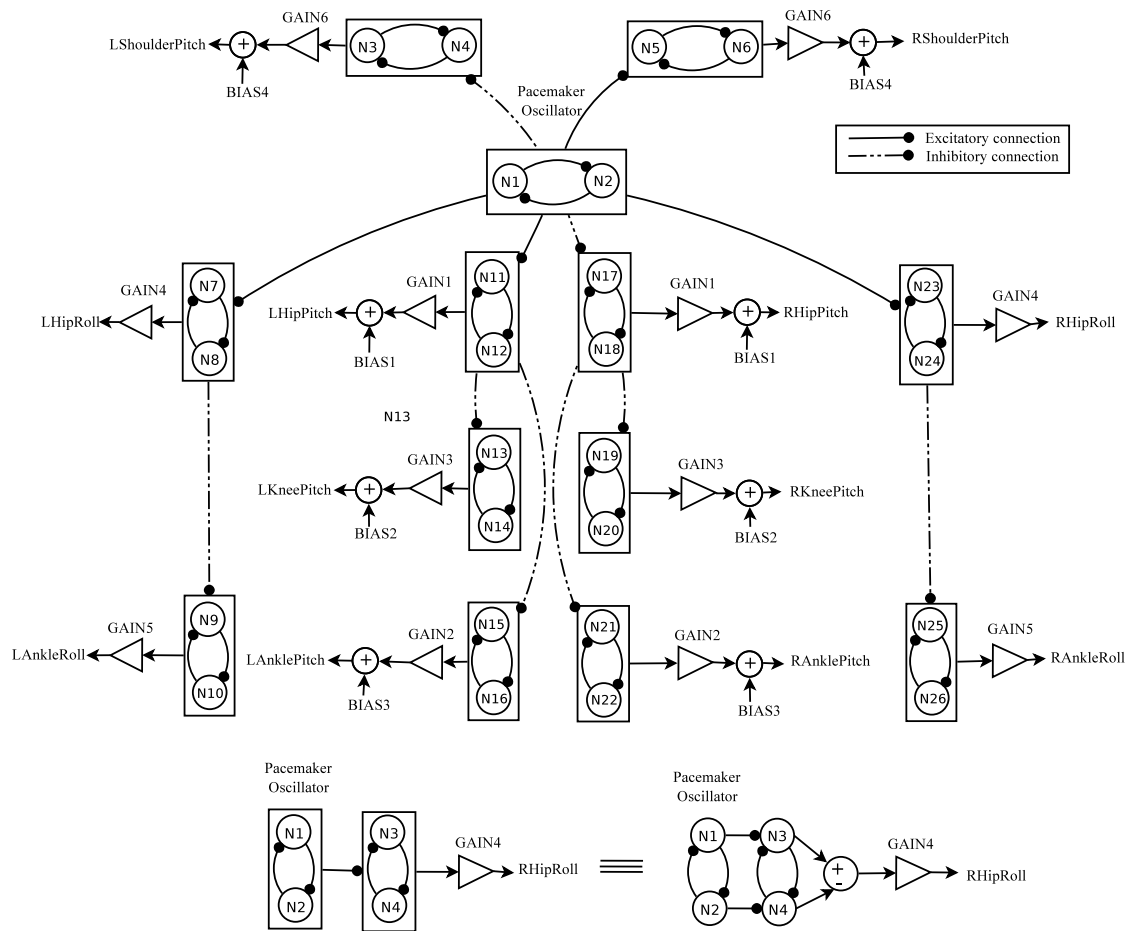 GAIN6
GAIN6
LShoulderPitch
+
N3
N4
N5
N6
+
RShoulderPitch
BIAS4
BIAS4
Pacemaker
Oscillator
Excitatory connection
Inhibitory connection
N1
N2
GAIN4
N7
N8
LHipRoll
GAIN1
LHipPitch
+
BIAS1
N11
N12
N17
N18
GAIN1
+
RHipPitch
BIAS1
N23
N24
GAIN4
RHipRoll
N13
GAIN3
LKneePitch
+
BIAS2
N13
N14
N19
N20
GAIN3
+
RKneePitch
BIAS2
GAIN5
LAnkleRoll
N9
N10
GAIN2
LAnklePitch
+
BIAS3
N15
N16
N21
N22
GAIN2
+
RAnklePitch
BIAS3
N25
N26
GAIN5
RAnkleRoll
Pacemaker
Oscillator
N1
N2
N3
N4
GAIN4
RHipRoll
Pacemaker
Oscillator
N1
N3
N2
N4
+
-
GAIN4
RHipRoll